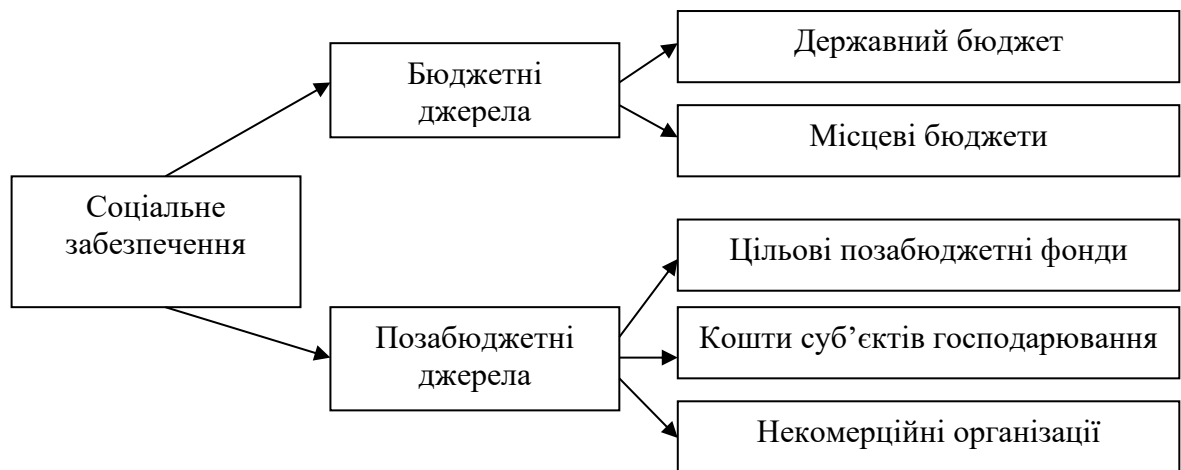 Соціальне
забезпечення
Бюджетні
джерела
Державний бюджет
Місцеві бюджети
Позабюджетні
джерела
Цільові позабюджетні фонди
Кошти суб’єктів господарювання
Некомерційні організації